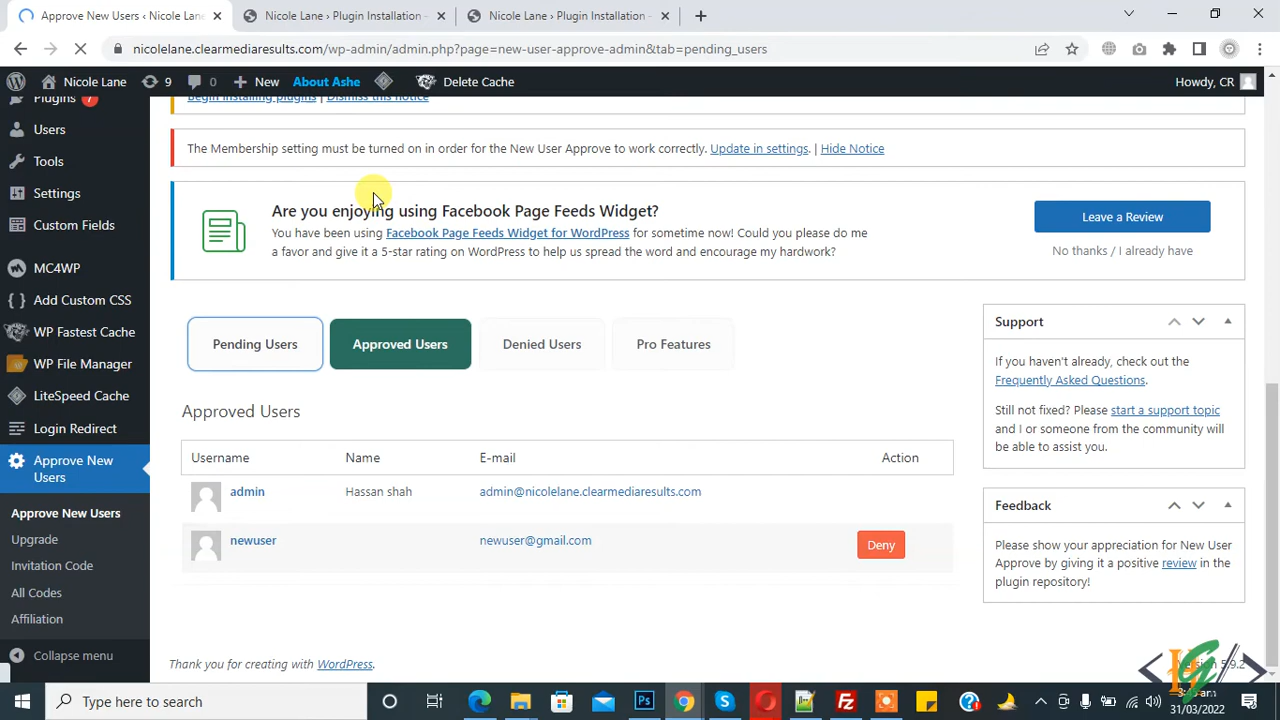 Approve New Users ‹ Nicole Lane
Nicole Lane › Plugin Installation -
Nicole Lane › Plugin Installation -
nicolelane.clearmediaresults.com/wp-admin/admin.php?page=new-user-approve-admin&tab=pending_users
Nicole Lane
9
0
New
About Ashe
Delete Cache
Howdy, CR
Plugins 7
Users
Tools
Settings
Custom Fields
MC4WP
Add Custom CSS
WP Fastest Cache
WP File Manager
LiteSpeed Cache
Login Redirect
Approve New
Users
Approve New Users
Upgrade
Invitation Code
All Codes
Affiliation
Collapse menu
Begin installing plugins | Dismiss this notice
The Membership setting must be turned on in order for the New User Approve to work correctly. Update in settings. | Hide Notice
Are you enjoying using Facebook Page Feeds Widget?
You have been using Facebook Page Feeds Widget for WordPress for sometime now! Could you please do me
a favor and give it a 5-star rating on WordPress to help us spread the word and encourage my hardwork?
Leave a Review
No thanks / I already have
Pending Users
Approved Users
Denied Users
Pro Features
Approved Users
Username Name E-mail Action
admin Hassan shah admin@nicolelane.clearmediaresults.com
newuser newuser@gmail.com Deny
Support
If you haven't already, check out the
Frequently Asked Questions.
Still not fixed? Please start a support topic
and I or someone from the community will
be able to assist you.
Feedback
Please show your appreciation for New User
Approve by giving it a positive review in the
plugin repository!
Thank you for creating with WordPress.
5.9.2
Type here to search
31/03/2022